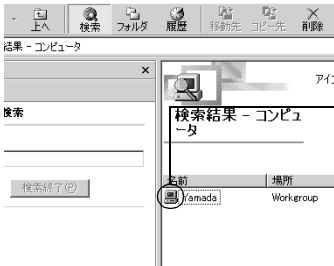 上へ 検索 フォルダ 履歴 移動先 コピー先 削除
結果 - コンピュータ
検索
検索終了(P)
アイコ
検索結果 - コンピュ
ータ
名前 場所
Yamada Workgroup